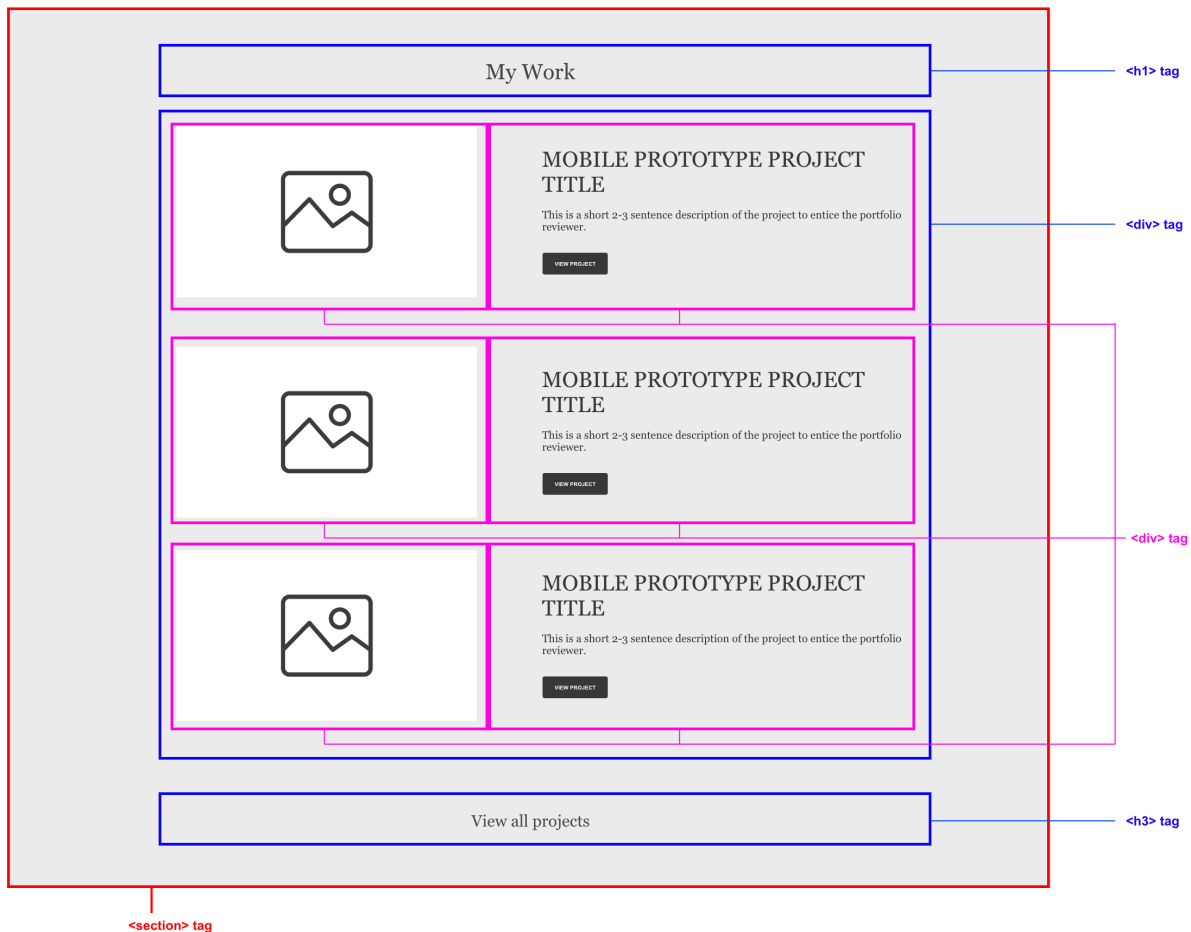 My Work
<h1> tag
MOBILE PROTOTYPE PROJECT
TITLE
This is a short 2-3 sentence description of the project to entice the portfolio
reviewer.
VIEW PROJECT
<div> tag
MOBILE PROTOTYPE PROJECT
TITLE
This is a short 2-3 sentence description of the project to entice the portfolio
reviewer.
VIEW PROJECT
<div> tag
MOBILE PROTOTYPE PROJECT
TITLE
This is a short 2-3 sentence description of the project to entice the portfolio
reviewer.
VIEW PROJECT
View all projects
<h3> tag
<section> tag